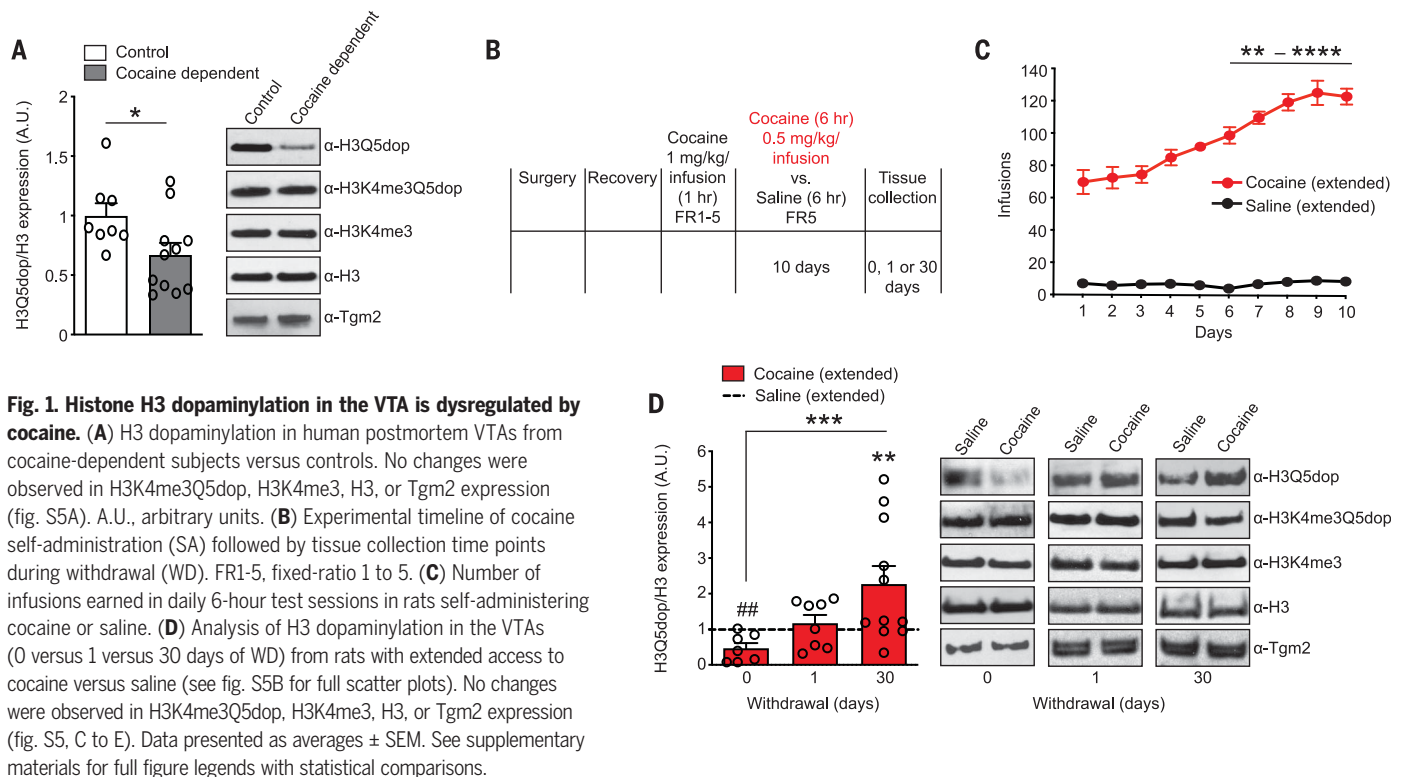 A
Control
Cocaine dependent
H3Q5dop/H3 expression (A.U.)
2
1.5
1
0.5
0
*
Control
Cocaine dependent
α-H3Q5dop
α-H3K4me3Q5dop
α-H3K4me3
α-H3
α-Tgm2
B
Surgery
Recovery
Cocaine
1 mg/kg/
infusion
(1 hr)
FR1-5
Cocaine (6 hr)
0.5 mg/kg/
infusion
vs.
Saline (6 hr)
FR5
Tissue
collection
10 days
0, 1 or 30
days
C
** – ****
Infusions
140
120
100
80
60
40
20
0
Cocaine (extended)
Saline (extended)
1 2 3 4 5 6 7 8 9 10
Days
Fig. 1. Histone H3 dopaminylation in the VTA is dysregulated by
cocaine. (A) H3 dopaminylation in human postmortem VTAs from
cocaine-dependent subjects versus controls. No changes were
observed in H3K4me3Q5dop, H3K4me3, H3, or Tgm2 expression
(fig. S5A). A.U., arbitrary units. (B) Experimental timeline of cocaine
self-administration (SA) followed by tissue collection time points
during withdrawal (WD). FR1-5, fixed-ratio 1 to 5. (C) Number of
infusions earned in daily 6-hour test sessions in rats self-administering
cocaine or saline. (D) Analysis of H3 dopaminylation in the VTAs
(0 versus 1 versus 30 days of WD) from rats with extended access to
cocaine versus saline (see fig. S5B for full scatter plots). No changes
were observed in H3K4me3Q5dop, H3K4me3, H3, or Tgm2 expression
(fig. S5, C to E). Data presented as averages ± SEM. See supplementary
materials for full figure legends with statistical comparisons.
D
Cocaine (extended)
Saline (extended)
H3Q5dop/H3 expression (A.U.)
6
5
4
3
2
1
0
***
**
##
0 1 30
Withdrawal (days)
Saline Cocaine Saline Cocaine Saline Cocaine
α-H3Q5dop
α-H3K4me3Q5dop
α-H3K4me3
α-H3
α-Tgm2
0 1 30
Withdrawal (days)